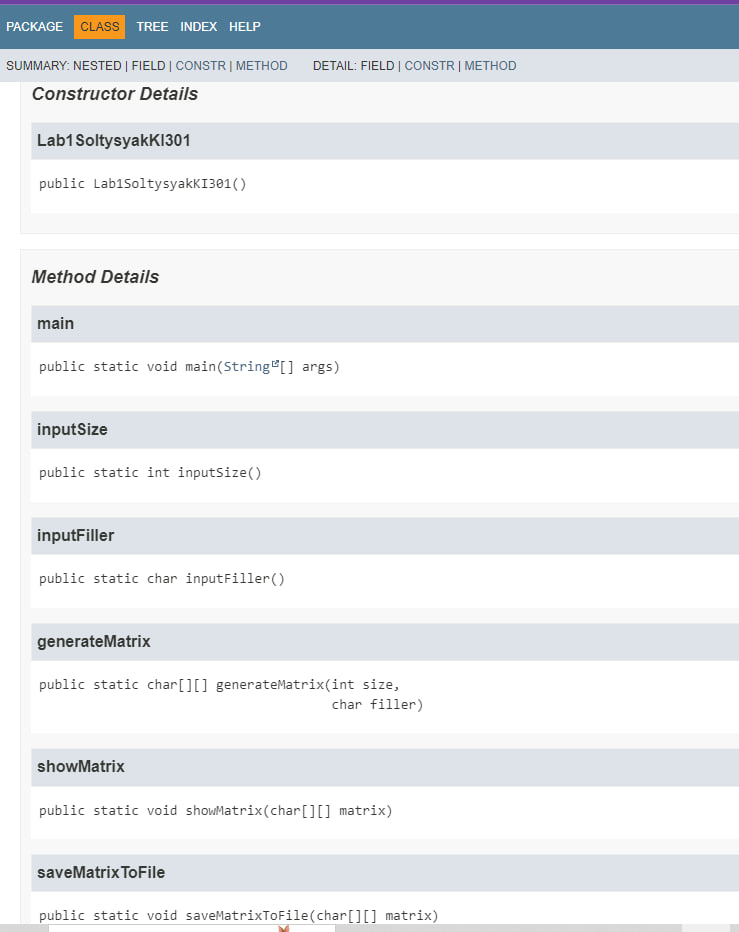 PACKAGE CLASS TREE INDEX HELP
SUMMARY: NESTED | FIELD | CONSTR | METHOD DETAIL: FIELD | CONSTR | METHOD
Constructor Details
Lab1SoltysyakKI301
public Lab1SoltysyakKI301()
Method Details
main
public static void main(String[] args)
inputSize
public static int inputSize()
inputFiller
public static char inputFiller()
generateMatrix
public static char[][] generateMatrix(int size,
char filler)
showMatrix
public static void showMatrix(char[][] matrix)
saveMatrixToFile
public static void saveMatrixToFile(char[][] matrix)